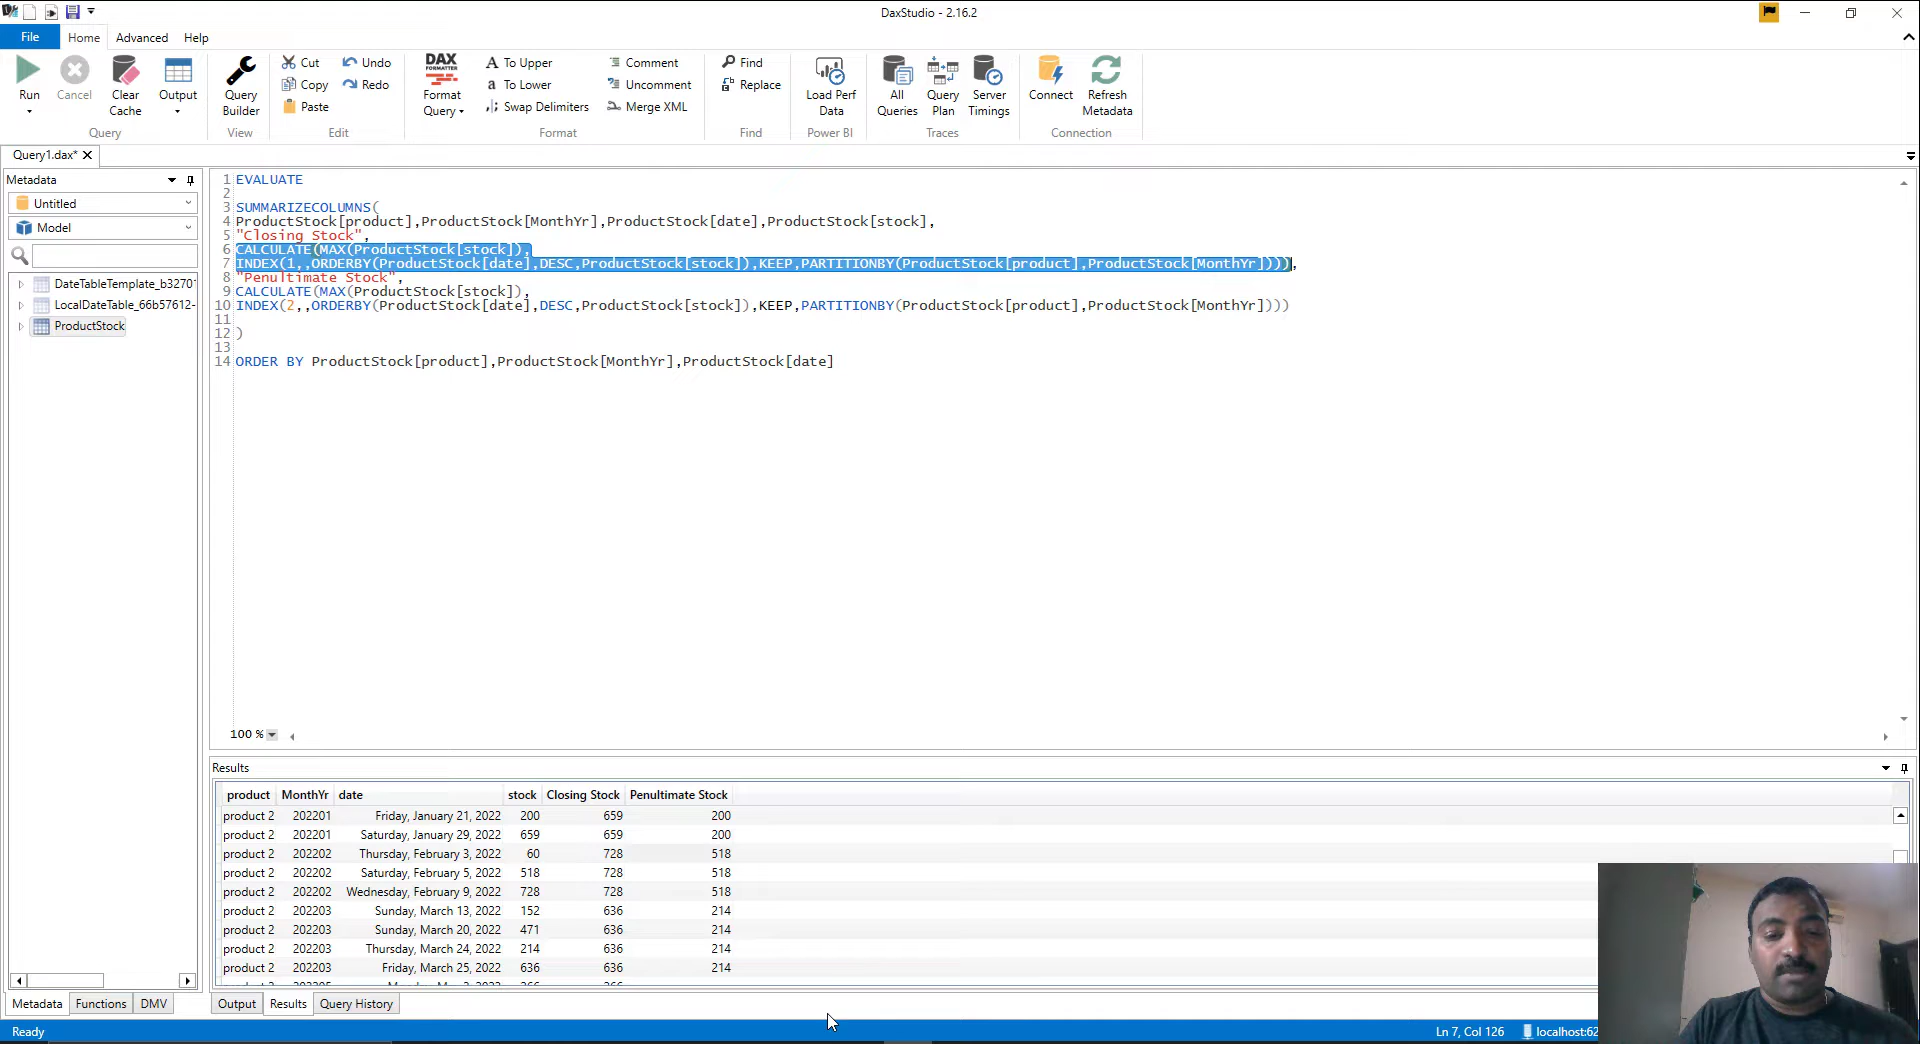 DaxStudio - 2.16.2
File Home Advanced Help
Run
Cancel
Clear Cache
Output
Query
Query Builder
View
Cut
Copy
Paste
Undo
Redo
Edit
DAX FORMATTER
Format Query
To Upper
To Lower
Swap Delimiters
Comment
Uncomment
Merge XML
Format
Find
Replace
Find
Load Perf Data
Power BI
All Queries
Query Plan
Server Timings
Traces
Connect
Refresh Metadata
Connection
Query1.dax*
Metadata
Untitled
Model
DateTableTemplate_b3270
LocalDateTable_66b57612-
ProductStock
1 EVALUATE
2
3 SUMMARIZECOLUMNS(
4 ProductStock[product],ProductStock[MonthYr],ProductStock[date],ProductStock[stock],
5 "Closing Stock",
6 CALCULATE(MAX(ProductStock[stock]),
7 INDEX(1,,ORDERBY(ProductStock[date],DESC,ProductStock[stock]),KEEP,PARTITIONBY(ProductStock[product],ProductStock[MonthYr]))),
8 "Penultimate Stock",
9 CALCULATE(MAX(ProductStock[stock]),
10 INDEX(2,,ORDERBY(ProductStock[date],DESC,ProductStock[stock]),KEEP,PARTITIONBY(ProductStock[product],ProductStock[MonthYr])))
11
12 )
13
14 ORDER BY ProductStock[product],ProductStock[MonthYr],ProductStock[date]
100 %
Results
product MonthYr date stock Closing Stock Penultimate Stock
product 2 202201 Friday, January 21, 2022 200 659 200
product 2 202201 Saturday, January 29, 2022 659 659 200
product 2 202202 Thursday, February 3, 2022 60 728 518
product 2 202202 Saturday, February 5, 2022 518 728 518
product 2 202202 Wednesday, February 9, 2022 728 728 518
product 2 202203 Sunday, March 13, 2022 152 636 214
product 2 202203 Sunday, March 20, 2022 471 636 214
product 2 202203 Thursday, March 24, 2022 214 636 214
product 2 202203 Friday, March 25, 2022 636 636 214
Metadata Functions DMV
Output Results Query History
Ready
Ln 7, Col 126
localhost:62